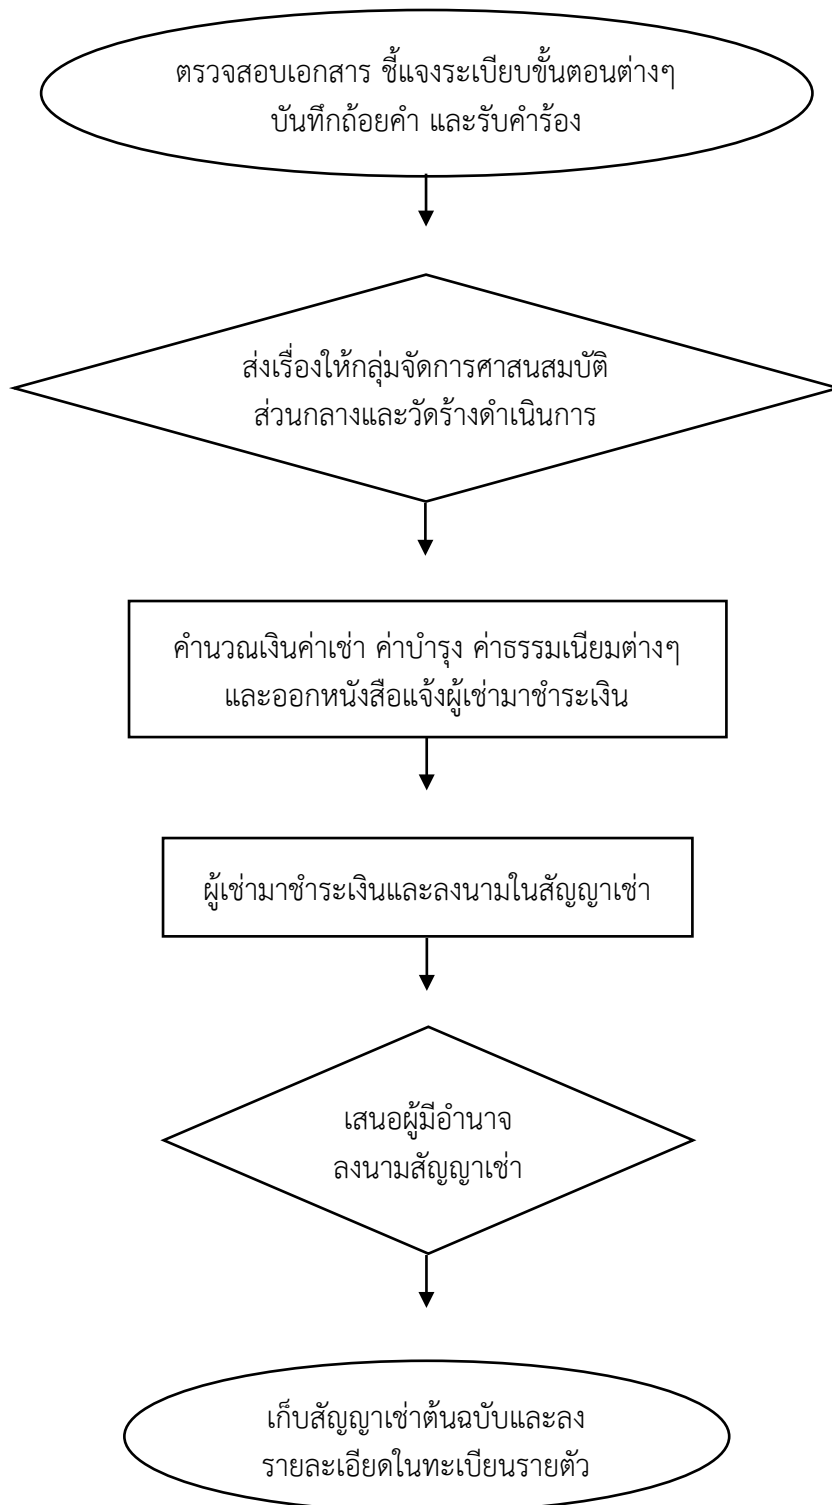 ตรวจสอบเอกสาร ชี้แจงระเบียบขั้นตอนต่างๆ
บันทึกถ้อยคำ และรับคำร้อง
ส่งเรื่องให้กลุ่มจัดการศาสนสมบัติ
ส่วนกลางและวัดร้างดำเนินการ
คำนวณเงินค่าเช่า ค่าบำรุง ค่าธรรมเนียมต่างๆ
และออกหนังสือแจ้งผู้เช่ามาชำระเงิน
ผู้เช่ามาชำระเงินและลงนามในสัญญาเช่า
เสนอผู้มีอำนาจ
ลงนามสัญญาเช่า
เก็บสัญญาเช่าต้นฉบับและลง
รายละเอียดในทะเบียนรายตัว